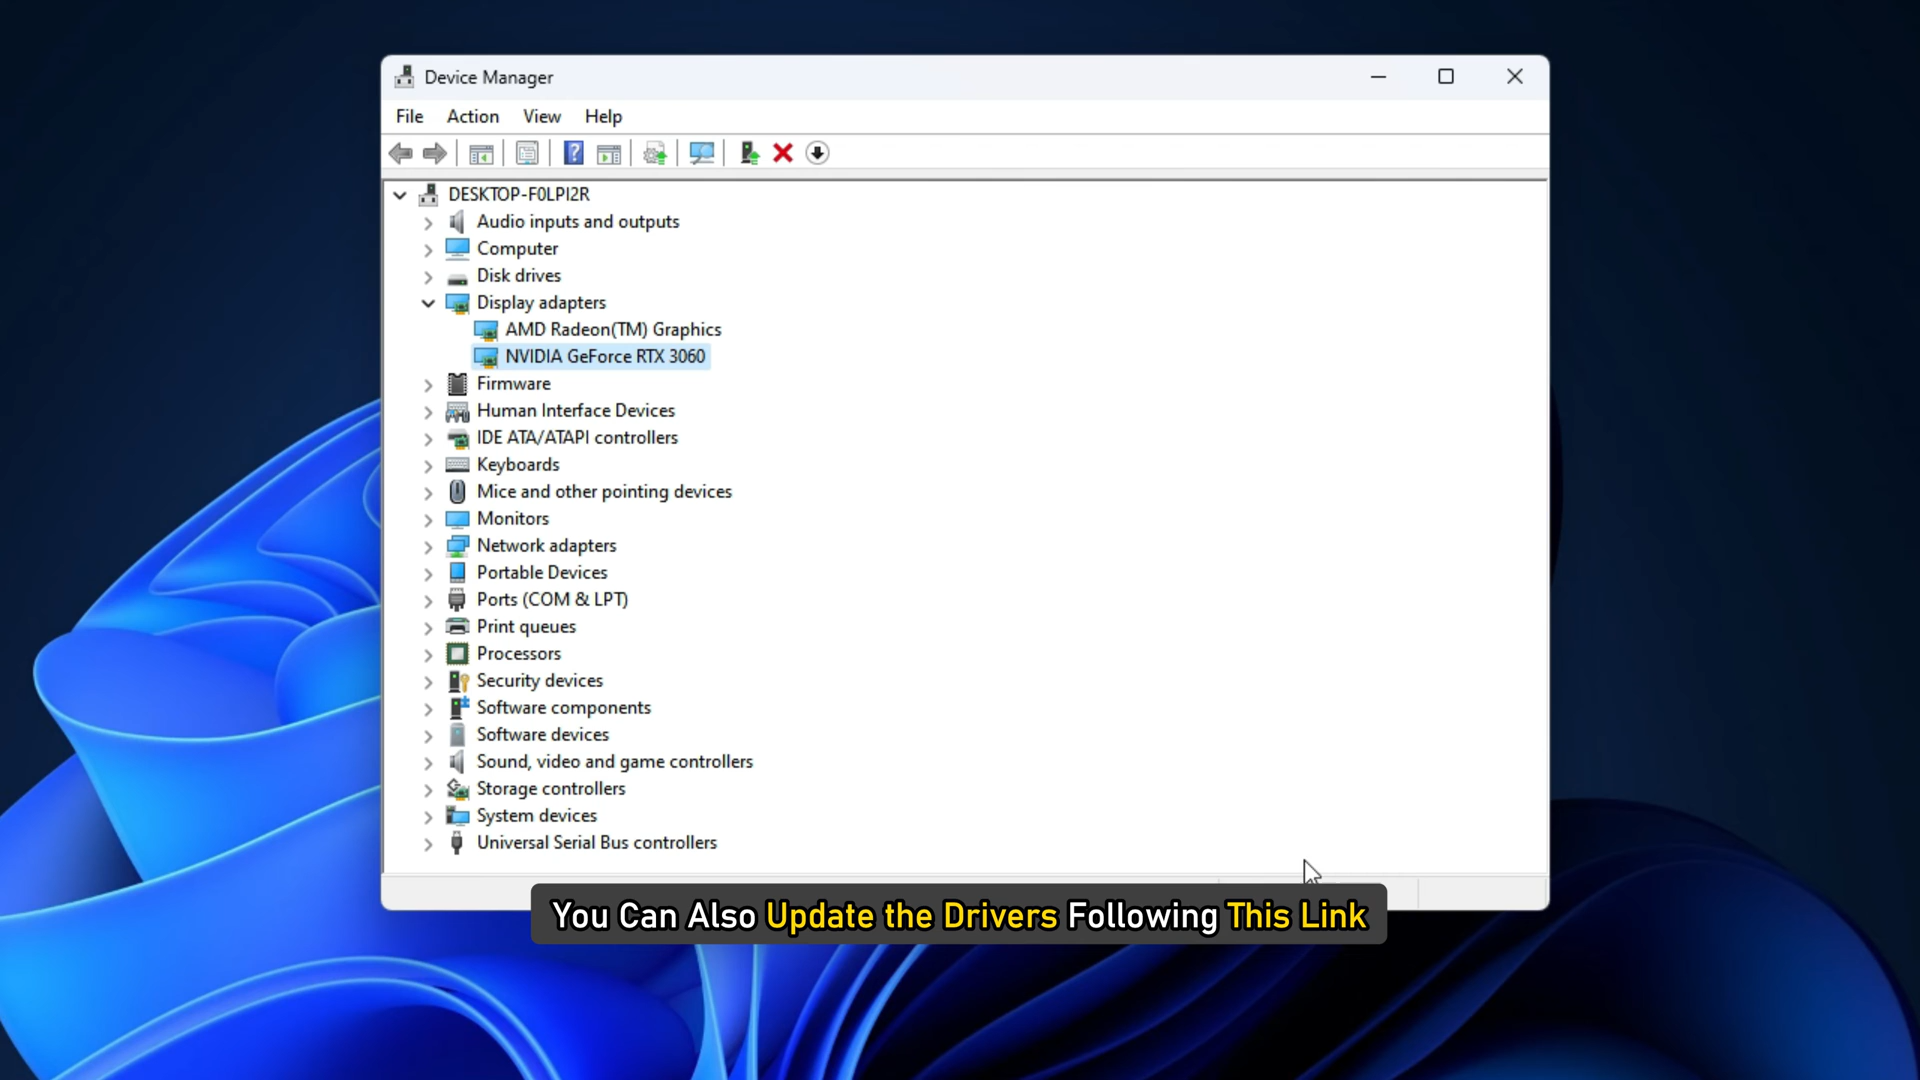 Device Manager
File Action View Help
DESKTOP-F0LPI2R
Audio inputs and outputs
Computer
Disk drives
Display adapters
AMD Radeon(TM) Graphics
NVIDIA GeForce RTX 3060
Firmware
Human Interface Devices
IDE ATA/ATAPI controllers
Keyboards
Mice and other pointing devices
Monitors
Network adapters
Portable Devices
Ports (COM & LPT)
Print queues
Processors
Security devices
Software components
Software devices
Sound, video and game controllers
Storage controllers
System devices
Universal Serial Bus controllers
You Can Also Update the Drivers Following This Link